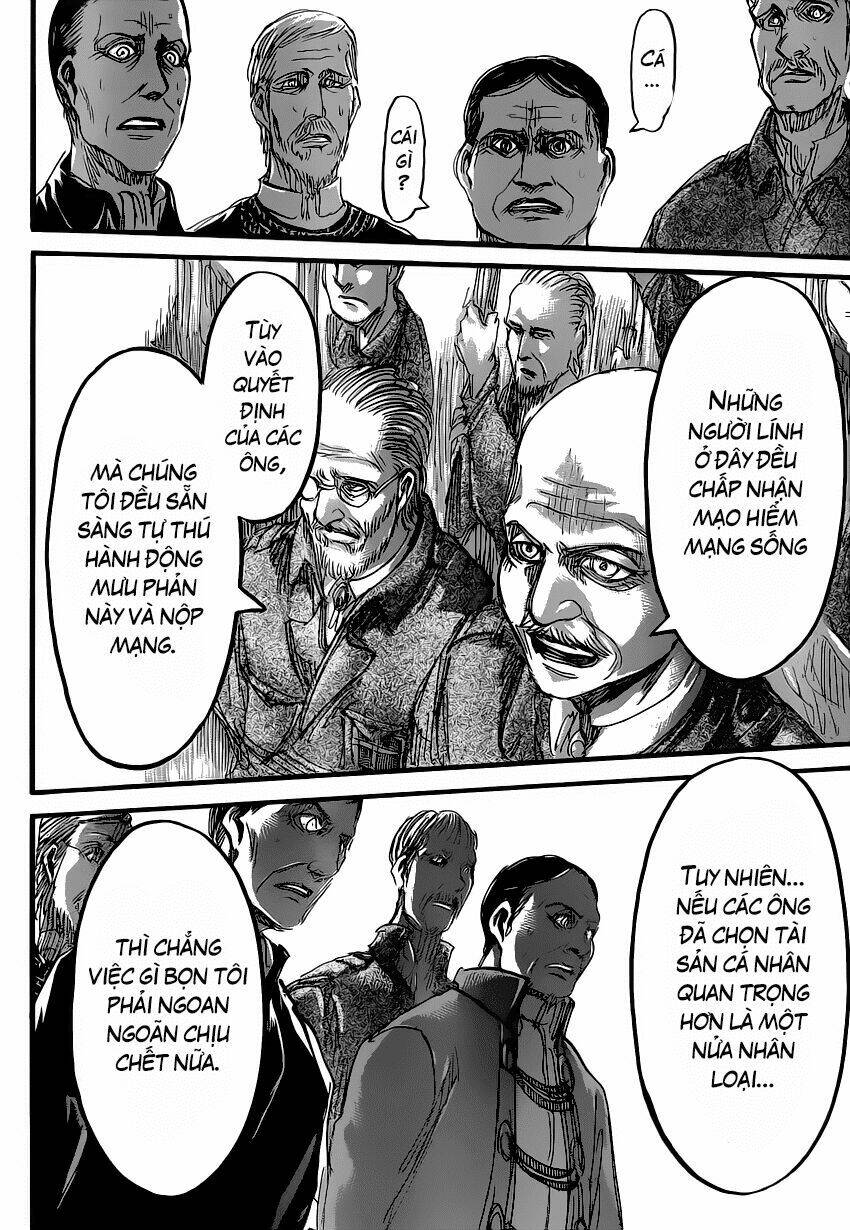 CÁ
...
CÁI
GÌ
?
NHỮNG
NGƯỜI LÍNH
Ở ĐÂY ĐỀU
CHẤP NHẬN
MẠO HIỂM
MẠNG SỐNG
TÙY
VÀO
QUYẾT
ĐỊNH
CỦA CÁC
ÔNG,
MÀ CHÚNG
TÔI ĐỀU SẴN
SÀNG TỰ THÚ
HÀNH ĐỘNG
MƯU PHẢN
NÀY VÀ NỘP
MẠNG.
TUY NHIÊN...
NẾU CÁC ÔNG
ĐÃ CHỌN TÀI
SẢN CÁ NHÂN
QUAN TRỌNG
HƠN LÀ MỘT
NỬA NHÂN
LOẠI...
THÌ CHẲNG
VIỆC GÌ BỌN TÔI
PHẢI NGOAN
NGOÃN CHỊU
CHẾT NỮA.